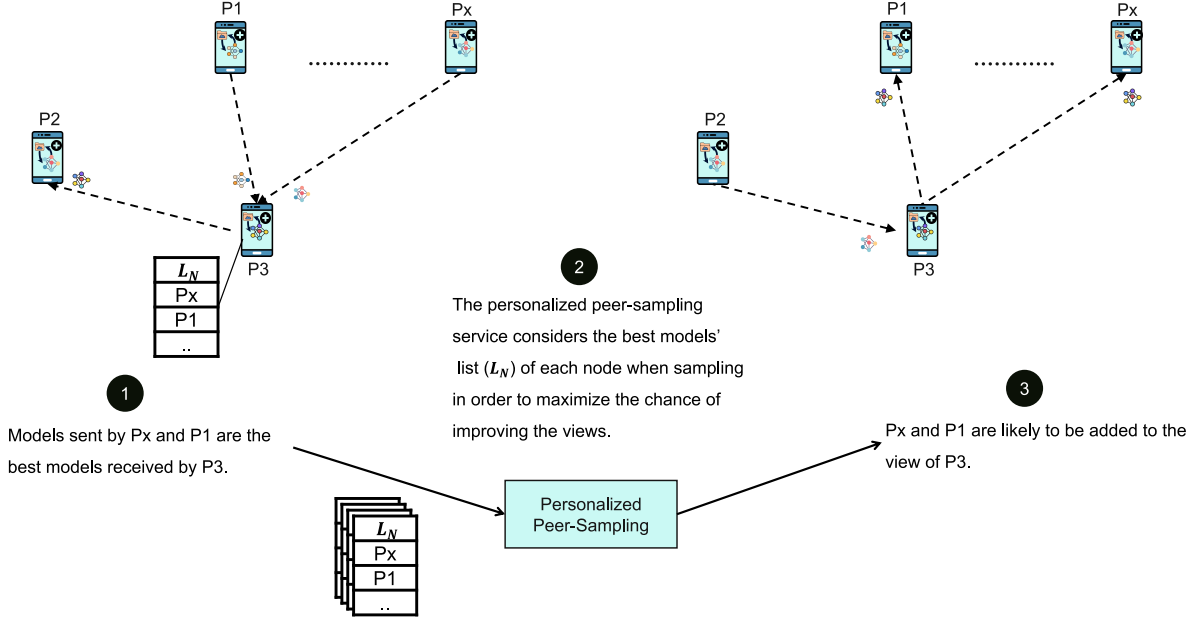 P1
Px
P2
P3
L_N
Px
P1
..
1
Models sent by Px and P1 are the
best models received by P3.
2
The personalized peer-sampling
service considers the best models’
list (L_N) of each node when sampling
in order to maximize the chance of
improving the views.
L_N
Px
P1
..
Personalized
Peer-Sampling
P1
Px
P2
P3
3
Px and P1 are likely to be added to the
view of P3.